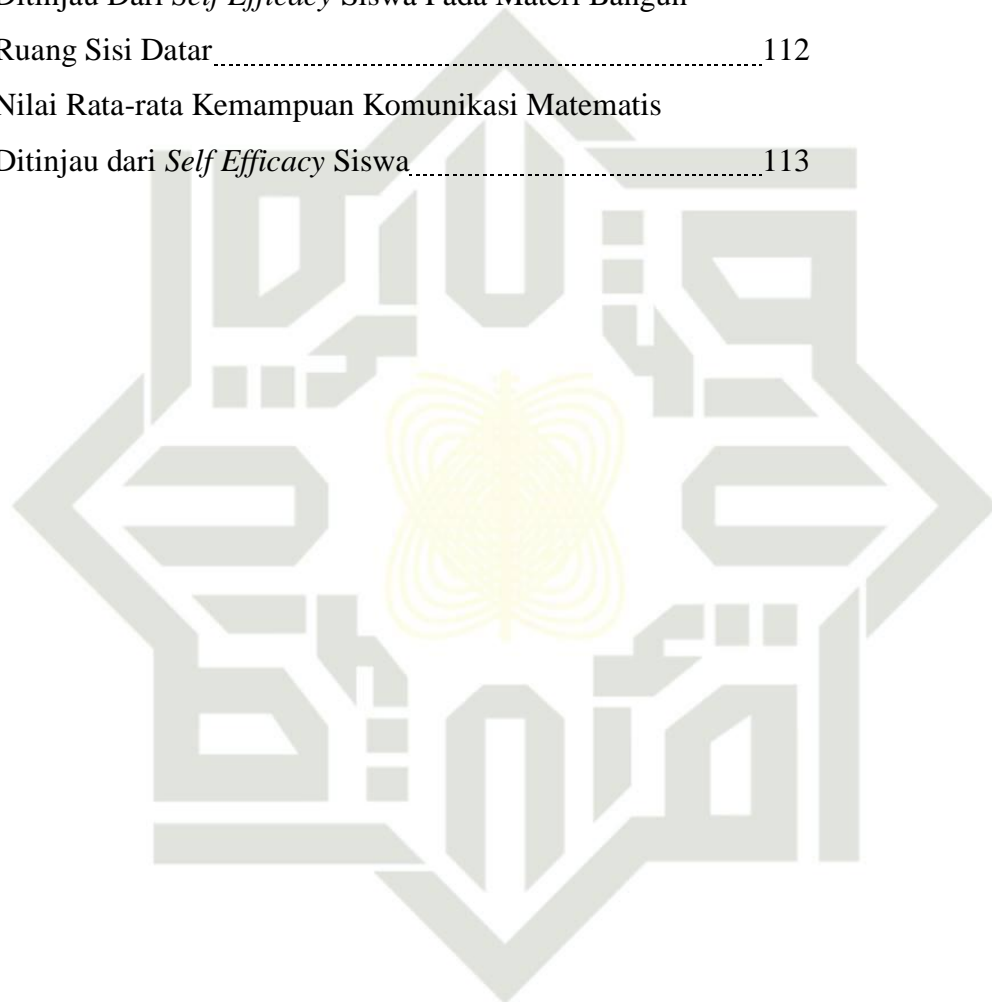 Ditinjau Dari Self Efficacy Siswa Pada Materi Bangun
Ruang Sisi Datar 112
Nilai Rata-rata Kemampuan Komunikasi Matematis
Ditinjau dari Self Efficacy Siswa 113